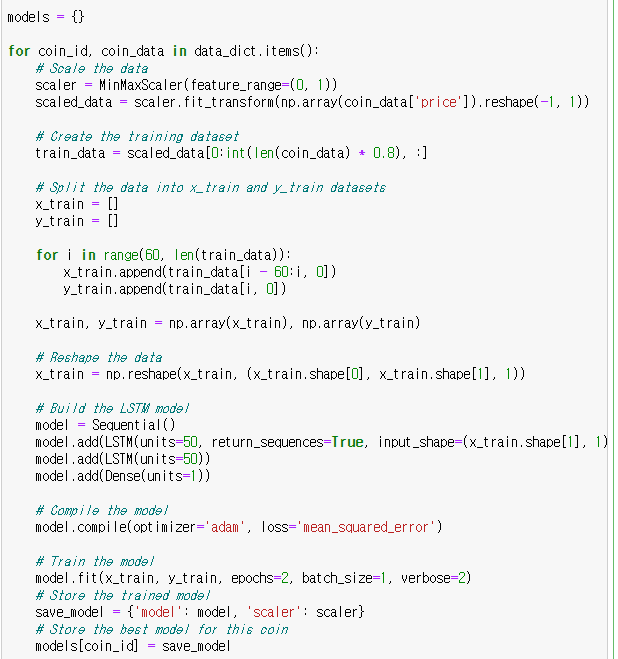 models = {}

for coin_id, coin_data in data_dict.items():
    # Scale the data
    scaler = MinMaxScaler(feature_range=(0, 1))
    scaled_data = scaler.fit_transform(np.array(coin_data['price']).reshape(-1, 1))

    # Create the training dataset
    train_data = scaled_data[0:int(len(coin_data) * 0.8), :]

    # Split the data into x_train and y_train datasets
    x_train = []
    y_train = []

    for i in range(60, len(train_data)):
        x_train.append(train_data[i - 60:i, 0])
        y_train.append(train_data[i, 0])

    x_train, y_train = np.array(x_train), np.array(y_train)

    # Reshape the data
    x_train = np.reshape(x_train, (x_train.shape[0], x_train.shape[1], 1))

    # Build the LSTM model
    model = Sequential()
    model.add(LSTM(units=50, return_sequences=True, input_shape=(x_train.shape[1], 1)
    model.add(LSTM(units=50))
    model.add(Dense(units=1))

    # Compile the model
    model.compile(optimizer='adam', loss='mean_squared_error')

    # Train the model
    model.fit(x_train, y_train, epochs=2, batch_size=1, verbose=2)
    # Store the trained model
    save_model = {'model': model, 'scaler': scaler}
    # Store the best model for this coin
    models[coin_id] = save_model